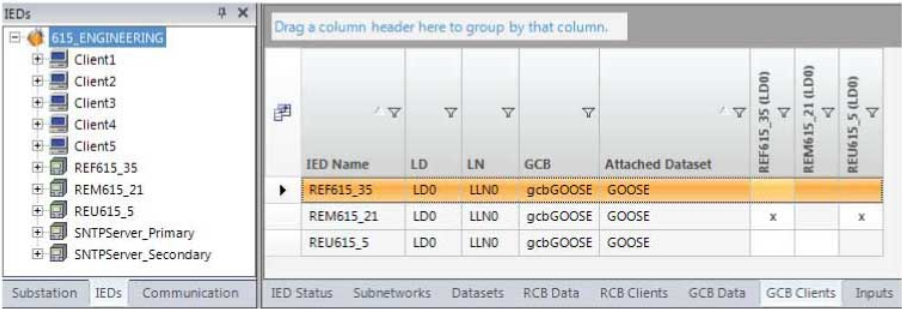 IEDs
615_ENGINEERING
Client1
Client2
Client3
Client4
Client5
REF615_35
REM615_21
REU615_5
SNTPServer_Primary
SNTPServer_Secondary
Substation IEDs Communication
Drag a column header here to group by that column.
IED Name LD LN GCB Attached Dataset REF615_35 (LD0) REM615_21 (LD0) REU615_5 (LD0)
REF615_35 LD0 LLN0 gcbGOOSE GOOSE
REM615_21 LD0 LLN0 gcbGOOSE GOOSE x x
REU615_5 LD0 LLN0 gcbGOOSE GOOSE
IED Status Subnetworks Datasets RCB Data RCB Clients GCB Data GCB Clients Inputs